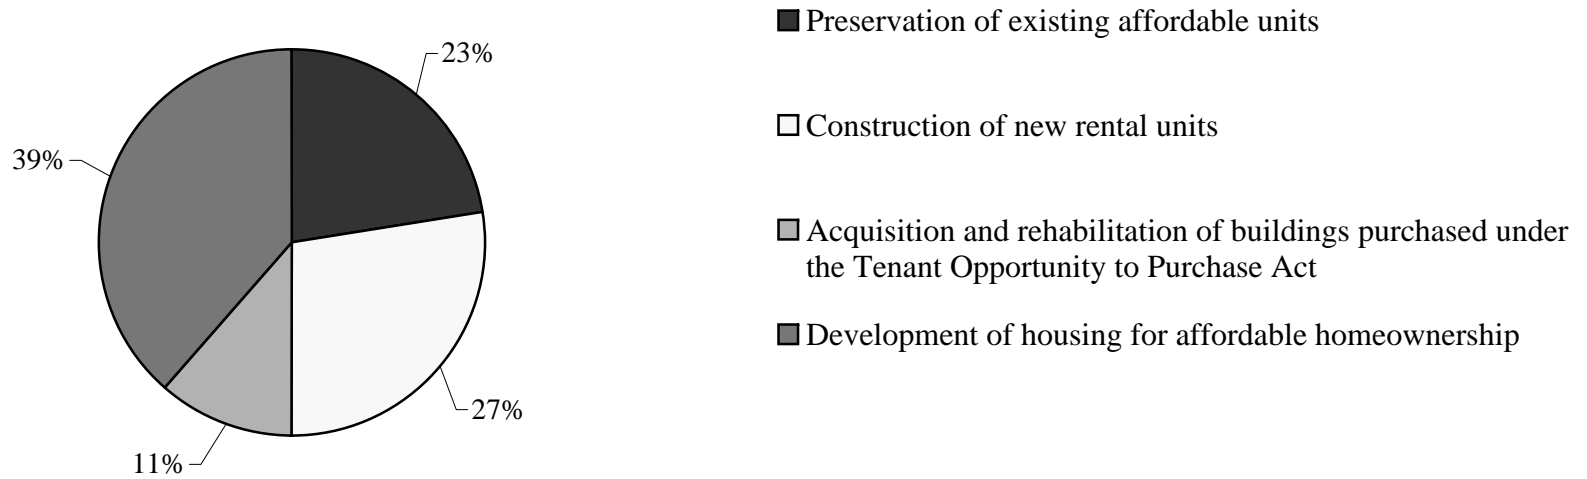 23%
39%
27%
11%
Preservation of existing affordable units
Construction of new rental units
Acquisition and rehabilitation of buildings purchased under
the Tenant Opportunity to Purchase Act
Development of housing for affordable homeownership